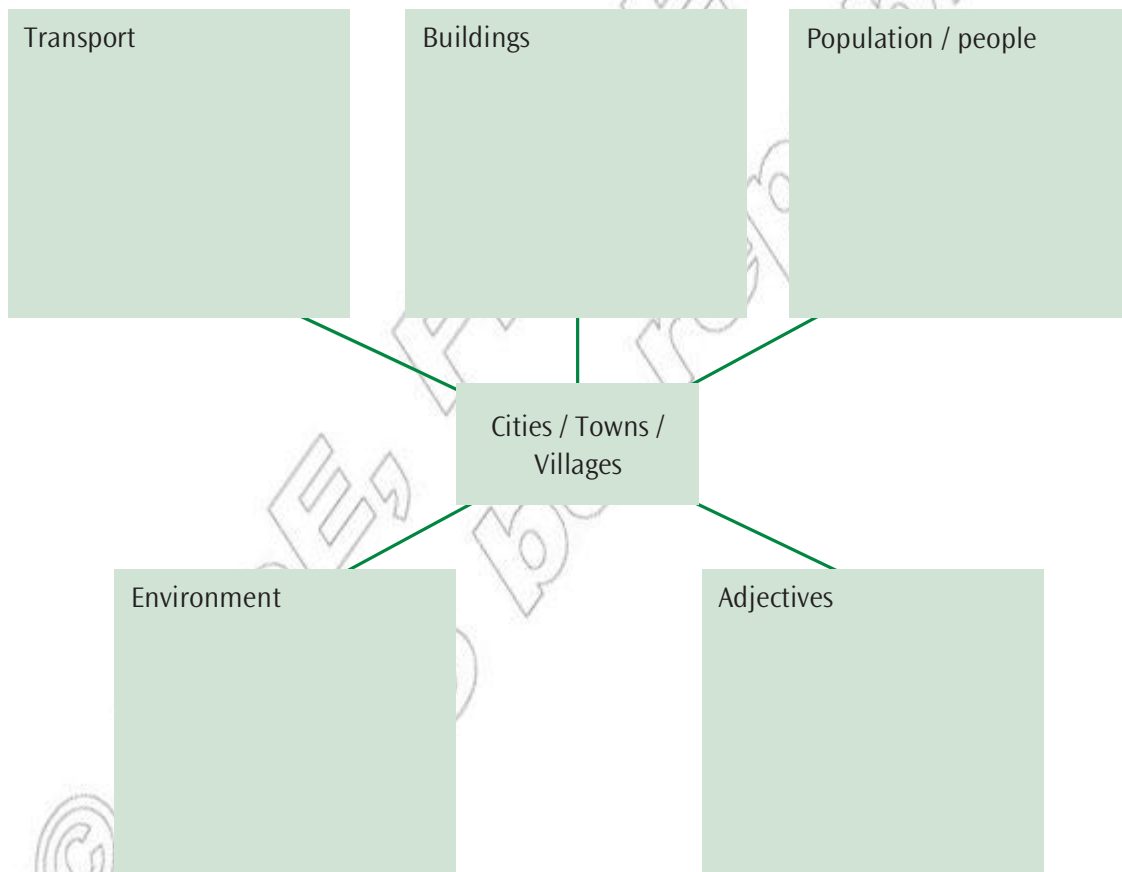 Transport
Buildings
Population / people
Cities / Towns /
Villages
Environment
Adjectives